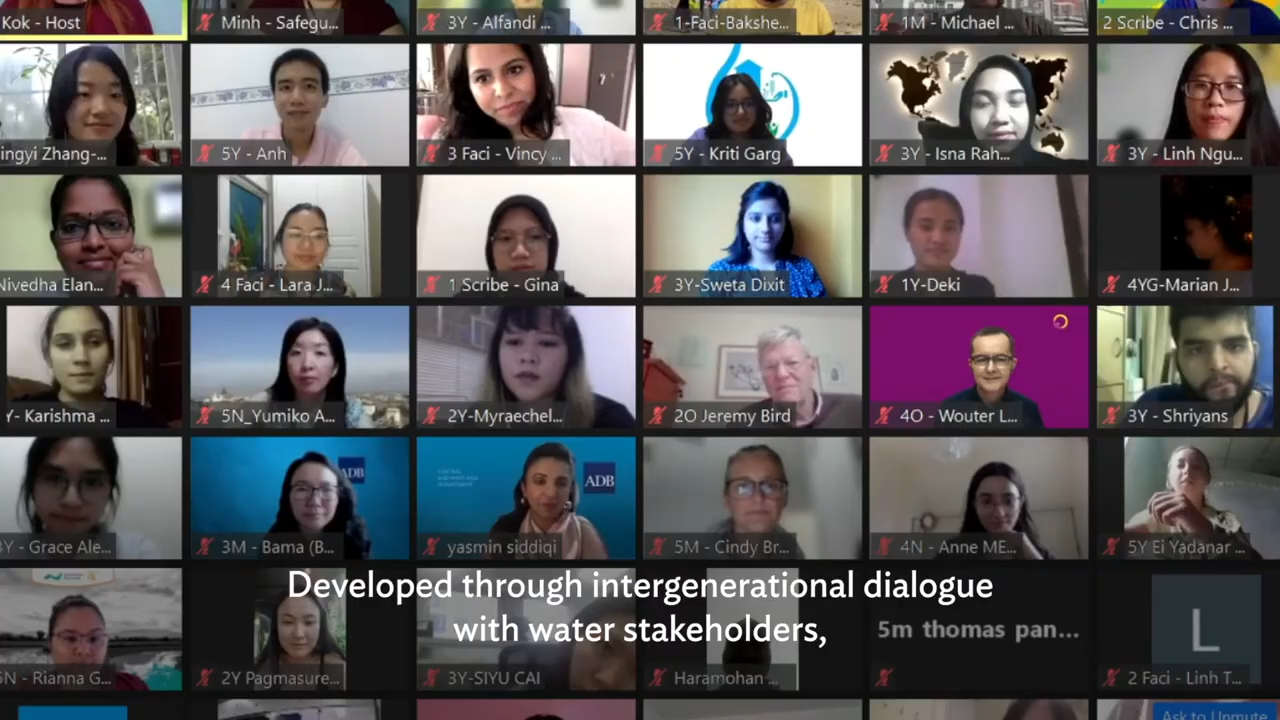 Kok - Host
Minh - Safegu...
3Y - Alfandi ...
1-Faci-Bakshe...
1M - Michael ...
2 Scribe - Chris ...
ingyi Zhang-...
5Y - Anh
3 Faci - Vincy ...
5Y - Kriti Garg
3Y - Isna Rah...
3Y - Linh Ngu...
Nivedha Elan...
4 Faci - Lara J...
1 Scribe - Gina
3Y-Sweta Dixit
1Y-Deki
4YG-Marian J...
Y- Karishma ...
5N_Yumiko A...
2Y-Myraechel...
2O Jeremy Bird
4O - Wouter L...
3Y - Shriyans
ADB
ADB
Y - Grace Ale...
3M - Bama (B...
yasmin siddiqi
5M - Cindy Br...
4N - Anne ME...
5Y Ei Yadanar ...
Developed through intergenerational dialogue
with water stakeholders,
5m thomas pan...
L
5N - Rianna G...
2Y Pagmasure...
3Y-SIYU CAI
Haramohan ...
2 Faci - Linh T...
Ask to Unmute